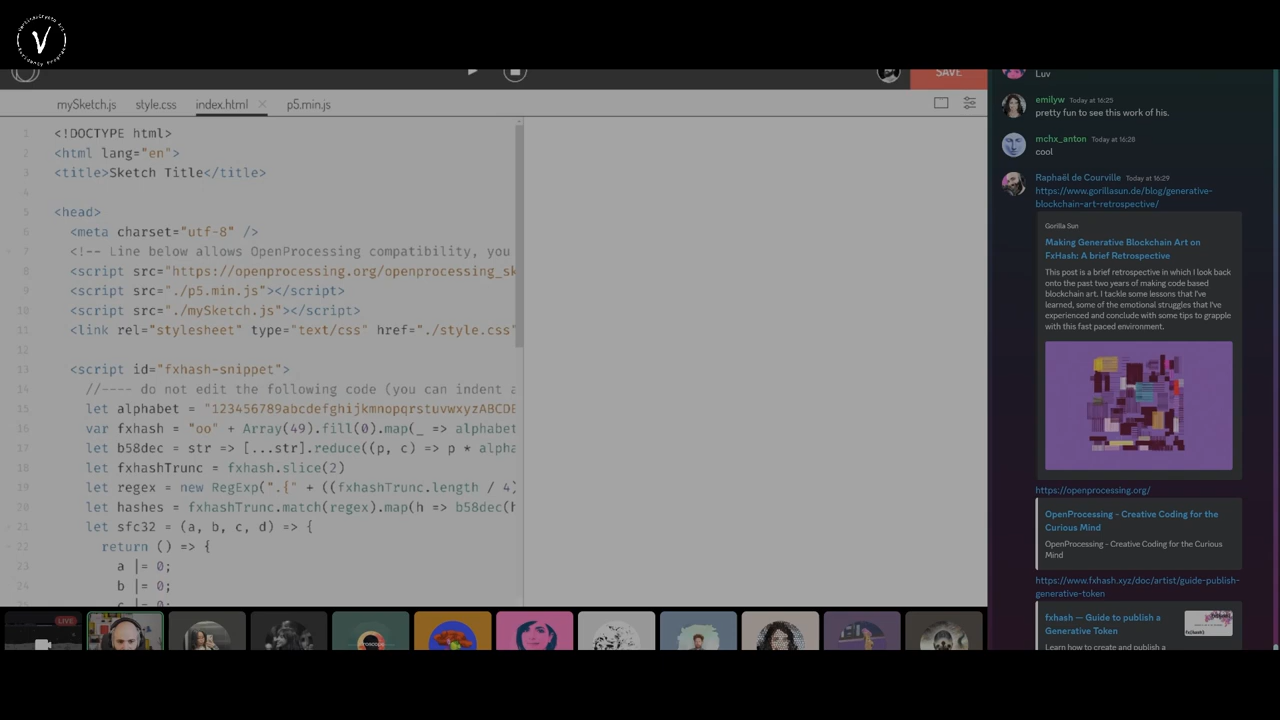 SAVE
mySketch.js style.css index.html × p5.min.js
1 <!DOCTYPE html>
2 <html lang="en">
3 <title>Sketch Title</title>
4
5 <head>
6 <meta charset="utf-8" />
7 <!-- Line below allows OpenProcessing compatibility, you
8 <script src="https://openprocessing.org/openprocessing_sk
9 <script src="./p5.min.js"></script>
10 <script src="./mySketch.js"></script>
11 <link rel="stylesheet" type="text/css" href="./style.css"
12
13 <script id="fxhash-snippet">
14 //---- do not edit the following code (you can indent a
15 let alphabet = "123456789abcdefghijkmnopqrstuvwxyzABCDE
16 var fxhash = "oo" + Array(49).fill(0).map(_ => alphabet
17 let b58dec = str => [...str].reduce((p, c) => p * alpha
18 let fxhashTrunc = fxhash.slice(2)
19 let regex = new RegExp(".{" + ((fxhashTrunc.length / 4)
20 let hashes = fxhashTrunc.match(regex).map(h => b58dec(h
21 let sfc32 = (a, b, c, d) => {
22 return () => {
23 a |= 0;
24 b |= 0;
25 c |= 0;
LIVE
Luv
emilyw Today at 16:25
pretty fun to see this work of his.
mchx_anton Today at 16:28
cool
Raphaël de Courville Today at 16:29
https://www.gorillasun.de/blog/generative-
blockchain-art-retrospective/
Gorilla Sun
Making Generative Blockchain Art on
FxHash: A brief Retrospective
This post is a brief retrospective in which I look back
onto the past two years of making code based
blockchain art. I tackle some lessons that I've
learned, some of the emotional struggles that I've
experienced and conclude with some tips to grapple
with this fast paced environment.
https://openprocessing.org/
OpenProcessing - Creative Coding for the
Curious Mind
OpenProcessing - Creative Coding for the Curious
Mind
https://www.fxhash.xyz/doc/artist/guide-publish-
generative-token
fxhash — Guide to publish a
Generative Token
fx(hash)
Learn how to create and publish a